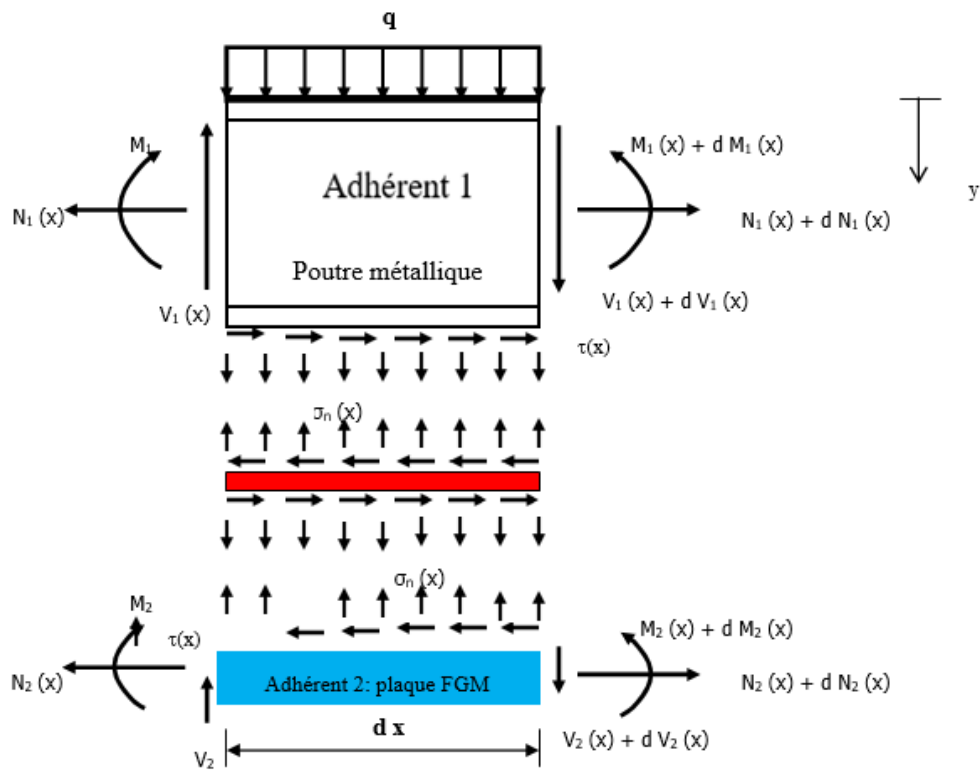 q
M₁
M₁ (x) + d M₁ (x)
Adhérent 1
y
N₁ (x)
N₁ (x) + d N₁ (x)
Poutre métallique
V₁ (x)
V₁ (x) + d V₁ (x)
τ(x)
σₙ (x)
σₙ (x)
M₂
τ(x)
M₂ (x) + d M₂ (x)
N₂ (x)
Adhérent 2: plaque FGM
N₂ (x) + d N₂ (x)
d x
V₂
V₂ (x) + d V₂ (x)